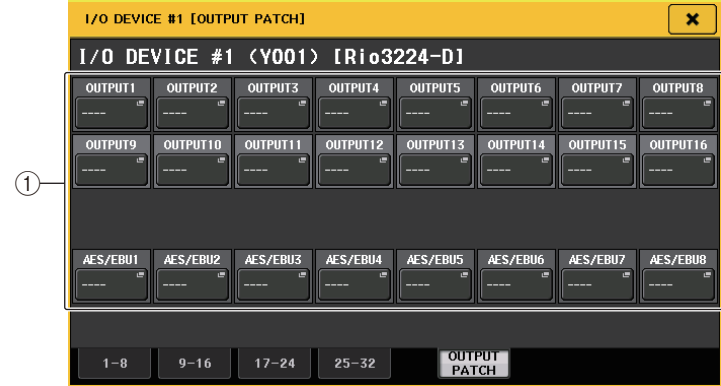 I/O DEVICE #1 [OUTPUT PATCH]
I/O DEVICE #1 (Y001) [Rio3224-D]
OUTPUT1 OUTPUT2 OUTPUT3 OUTPUT4 OUTPUT5 OUTPUT6 OUTPUT7 OUTPUT8
---- ---- ---- ---- ---- ---- ---- ----
OUTPUT9 OUTPUT10 OUTPUT11 OUTPUT12 OUTPUT13 OUTPUT14 OUTPUT15 OUTPUT16
---- ---- ---- ---- ---- ---- ---- ----
①
AES/EBU1 AES/EBU2 AES/EBU3 AES/EBU4 AES/EBU5 AES/EBU6 AES/EBU7 AES/EBU8
---- ---- ---- ---- ---- ---- ---- ----
1-8 9-16 17-24 25-32 OUTPUT
PATCH